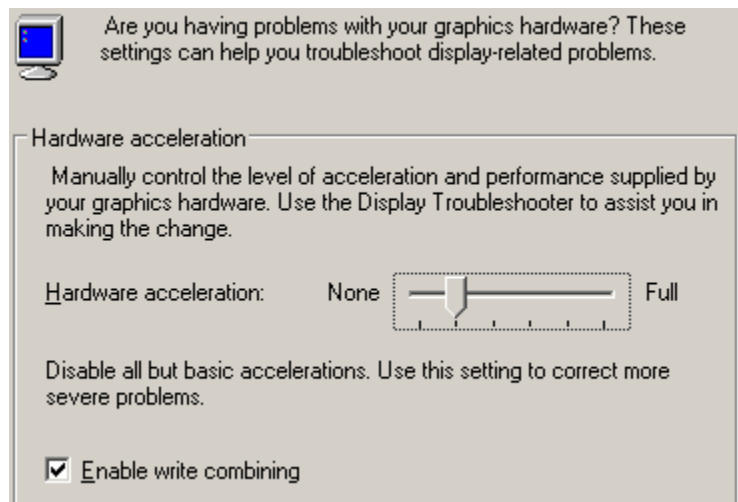 Are you having problems with your graphics hardware? These
settings can help you troubleshoot display-related problems.
Hardware acceleration
Manually control the level of acceleration and performance supplied by
your graphics hardware. Use the Display Troubleshooter to assist you in
making the change.
Hardware acceleration: None Full
Disable all but basic accelerations. Use this setting to correct more
severe problems.
Enable write combining